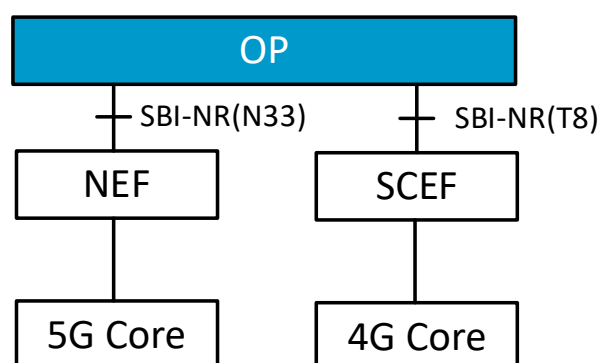 OP
SBI-NR(N33)
SBI-NR(T8)
NEF
SCEF
5G Core
4G Core